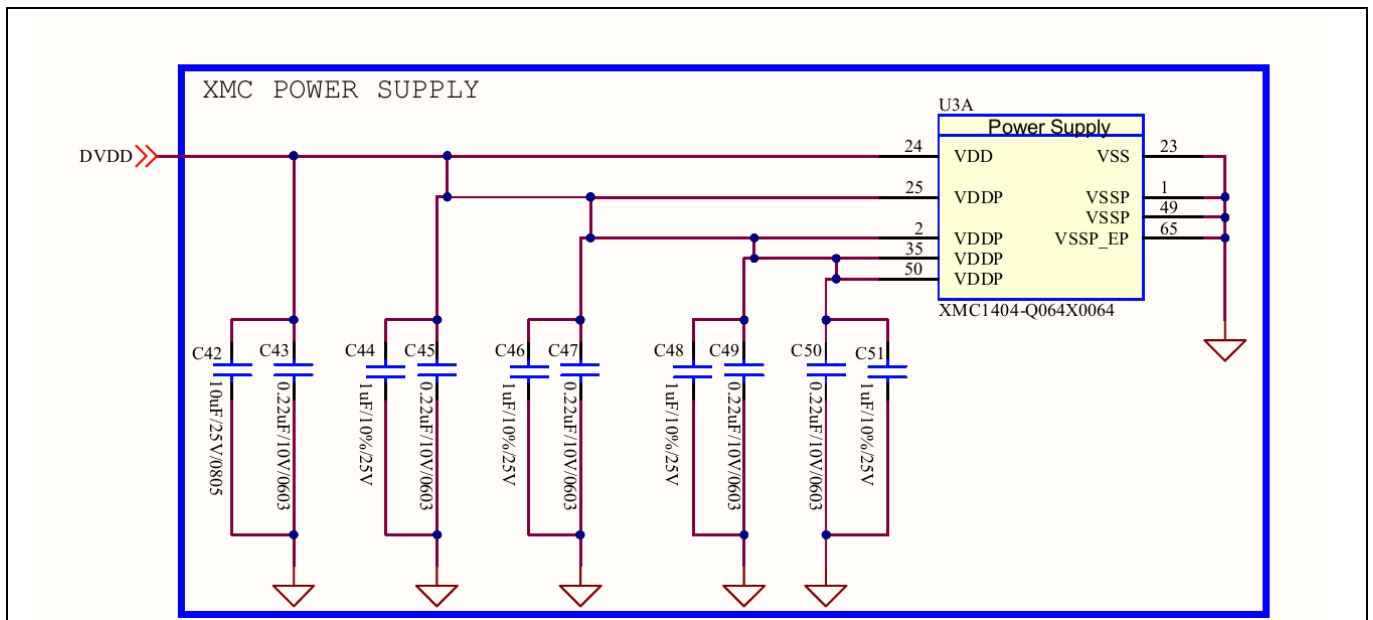 XMC POWER SUPPLY
U3A
Power Supply
DVDD
24 VDD VSS 23
25 VDDP VSSP 1
VSSP 49
2 VDDP VSSP_EP 65
35 VDDP
50 VDDP
XMC1404-Q064X0064
C42 C43 C44 C45 C46 C47 C48 C49 C50 C51
10uF/25V/0805
0.22uF/10V/0603
1uF/10%/25V
0.22uF/10V/0603
1uF/10%/25V
0.22uF/10V/0603
1uF/10%/25V
0.22uF/10V/0603
0.22uF/10V/0603
1uF/10%/25V